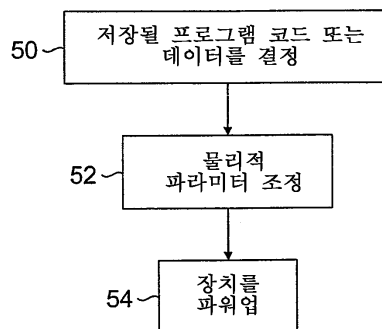 50
저장될 프로그램 코드 또는
데이터를 결정
52
물리적
파라미터 조정
54
장치를
파워업